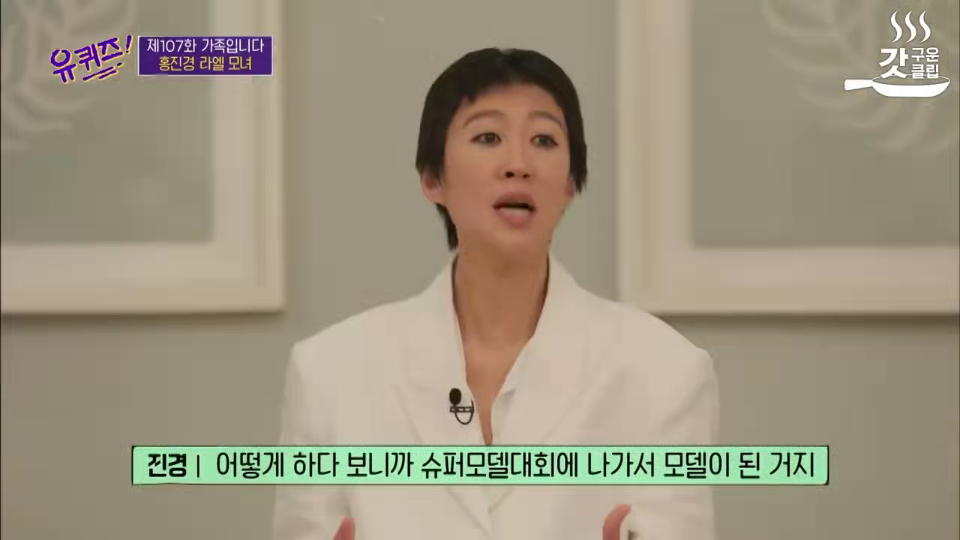 유퀴즈!
제107화 가족입니다
홍진경 라엘 모녀
갓구운클립
진경 | 어떻게 하다 보니까 슈퍼모델대회에 나가서 모델이 된 거지